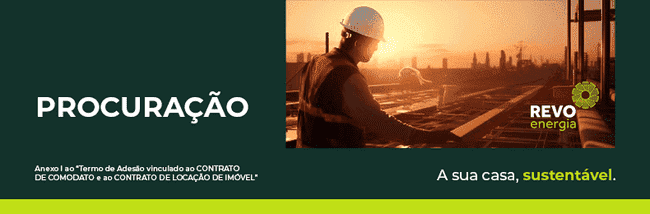 PROCURAÇÃO
Anexo I ao "Termo de Adesão vinculado ao CONTRATO
DE COMODATO e ao CONTRATO DE LOCAÇÃO DE IMÓVEL"
REVO
energia
A sua casa, sustentável.